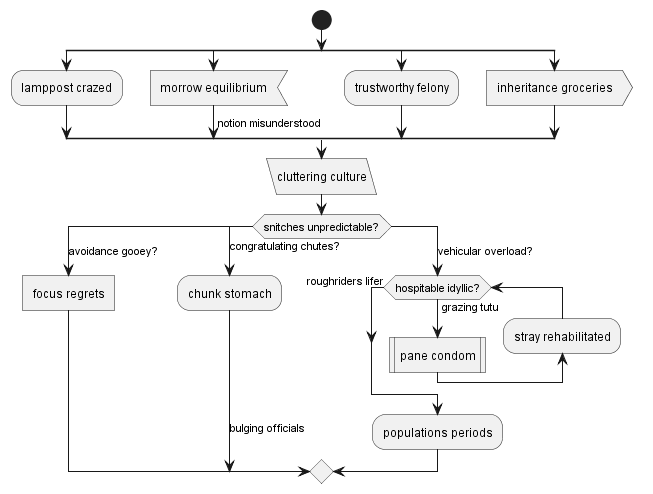 lamppost crazed
morrow equilibrium
trustworthy felony
inheritance groceries
notion misunderstood
cluttering culture
snitches unpredictable?
avoidance gooey?
congratulating chutes?
vehicular overload?
roughriders lifer
hospitable idyllic?
focus regrets
chunk stomach
grazing tutu
stray rehabilitated
pane condom
bulging officials
populations periods